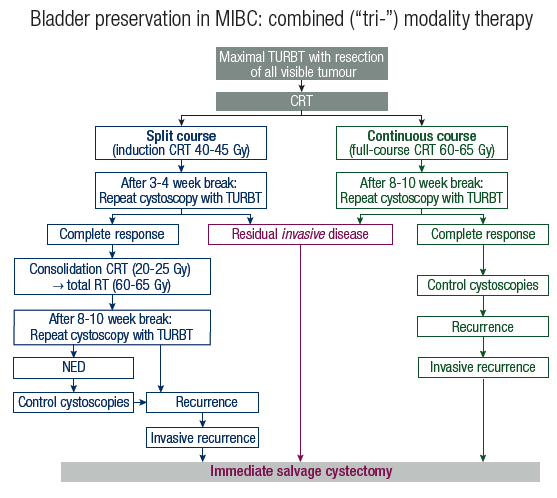 Bladder preservation in MIBC: combined (“tri-”) modality therapy
Maximal TURBT with resection
of all visible tumour
CRT
Split course
(induction CRT 40-45 Gy)
Continuous course
(full-course CRT 60-65 Gy)
After 3-4 week break:
Repeat cystoscopy with TURBT
After 8-10 week break:
Repeat cystoscopy with TURBT
Complete response
Residual invasive disease
Complete response
Consolidation CRT (20-25 Gy)
→ total RT (60-65 Gy)
Control cystoscopies
After 8-10 week break:
Repeat cystoscopy with TURBT
Recurrence
NED
Invasive recurrence
Control cystoscopies
Recurrence
Invasive recurrence
Immediate salvage cystectomy